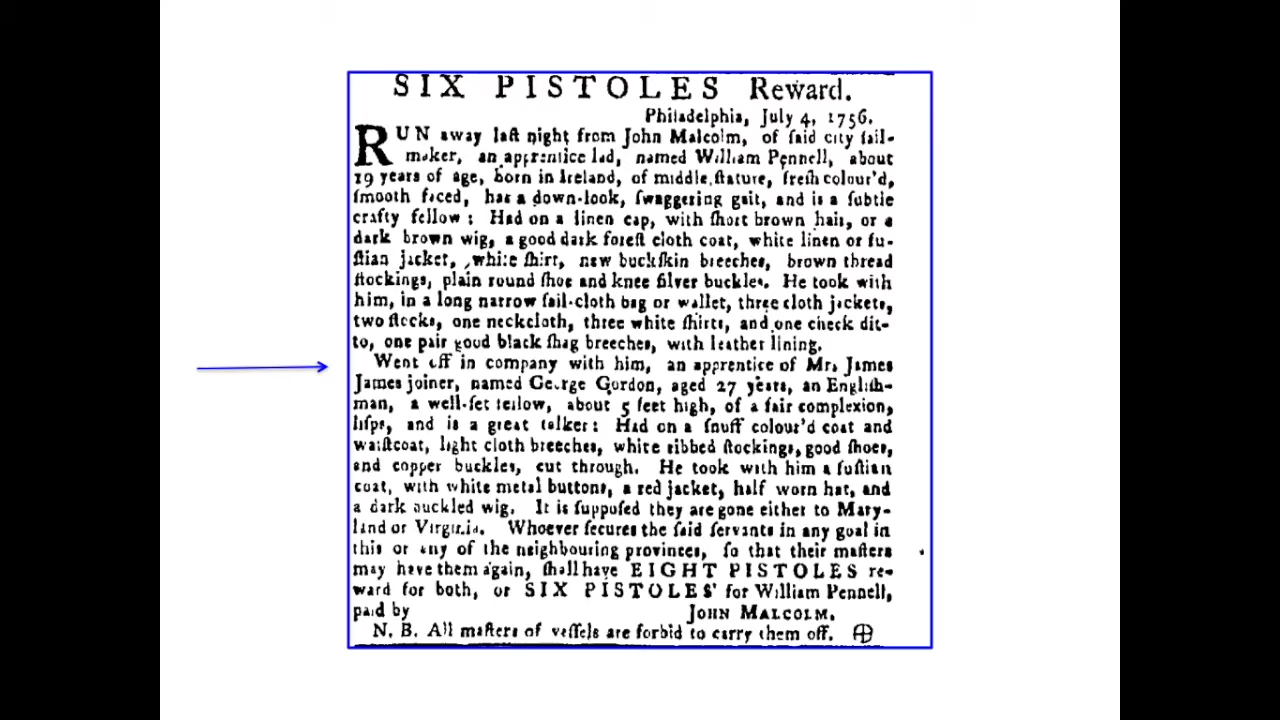 SIX PISTOLES Reward.
Philadelphia, July 4, 1756.
RUN away laſt night from John Malcolm, of ſaid city ſail-
maker, an apprentice lad, named William Pennell, about
19 years of age, born in Ireland, of middle ſtature, freſh colour'd,
ſmooth faced, has a down-look, ſwaggering gait, and is a ſubtle
crafty fellow: Had on a linen cap, with ſhort brown hair, or a
dark brown wig, a good dark foreſt cloth coat, white linen or fu-
ſtian jacket, white ſhirt, new buckſkin breeches, brown thread
ſtockings, plain round ſhoe and knee ſilver buckles. He took with
him, in a long narrow ſail-cloth bag or wallet, three cloth jackets,
two ſtocks, one neckcloth, three white ſhirts, and one check dit-
to, one pair good black ſhag breeches, with leather lining.
Went off in company with him, an apprentice of Mr. James
James joiner, named George Gordon, aged 27 years, an Engliſh-
man, a well-ſet fellow, about 5 feet high, of a fair complexion,
liſps, and is a great talker: Had on a ſnuff colour'd coat and
waiſtcoat, light cloth breeches, white ribbed ſtockings, good ſhoes,
and copper buckles, cut through. He took with him a fuſtian
coat, with white metal buttons, a red jacket, half worn hat, and
a dark buckled wig. It is ſuppoſed they are gone either to Mary-
land or Virginia. Whoever ſecures the ſaid ſervants in any goal in
this or any of the neighbouring provinces, ſo that their maſters
may have them again, ſhall have EIGHT PISTOLES re-
ward for both, or SIX PISTOLES for William Pennell,
paid by JOHN MALCOLM.
N. B. All maſters of veſſels are forbid to carry them off.